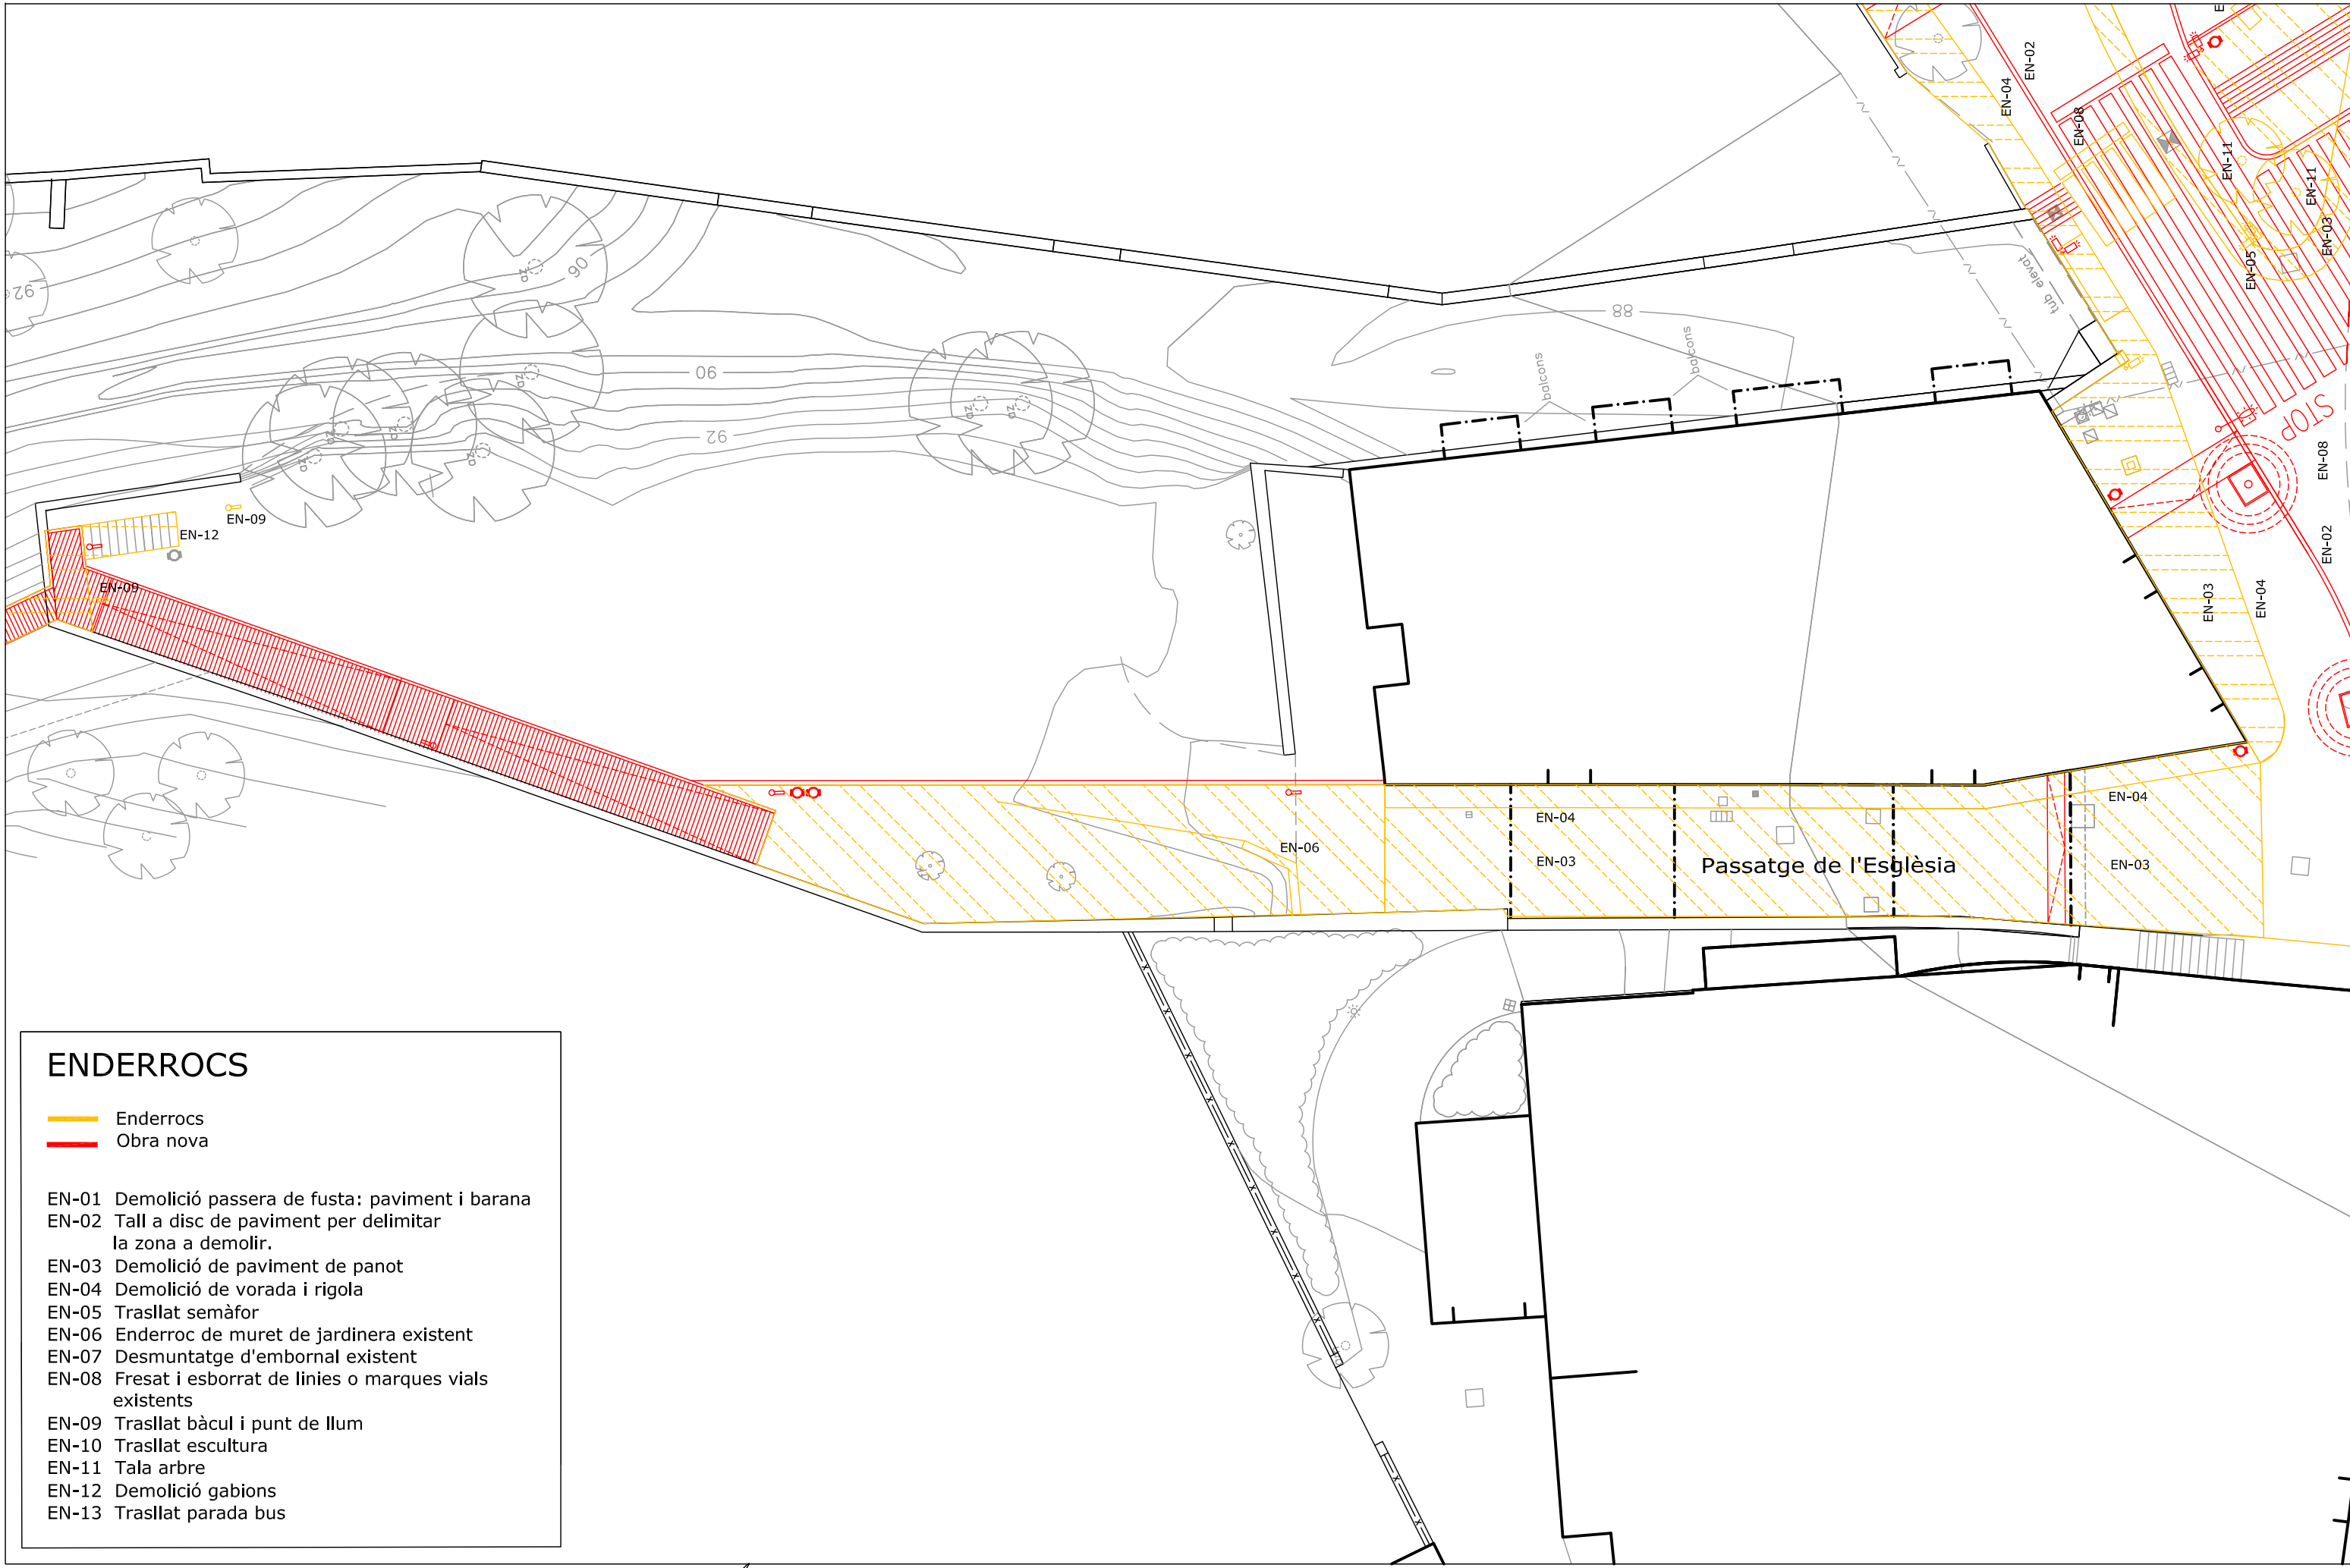 EN-02
EN-04
EN-08
EN-11
EN-11
EN-03
EN-05
tub elevat
90
92
88
balcons
balcons
90
92
STOP
EN-08
EN-02
EN-09
EN-12
EN-09
EN-03
EN-04
EN-04
EN-04
EN-06
EN-03
Passatge de l'Esglèsia
EN-03
ENDERROCS
Enderrocs
Obra nova
EN-01 Demolició passera de fusta: paviment i barana
EN-02 Tall a disc de paviment per delimitar
la zona a demolir.
EN-03 Demolició de paviment de panot
EN-04 Demolició de vorada i rigola
EN-05 Trasllat semàfor
EN-06 Enderroc de muret de jardinera existent
EN-07 Desmuntatge d'embornal existent
EN-08 Fresat i esborrat de linies o marques vials
existents
EN-09 Trasllat bàcul i punt de llum
EN-10 Trasllat escultura
EN-11 Tala arbre
EN-12 Demolició gabions
EN-13 Trasllat parada bus